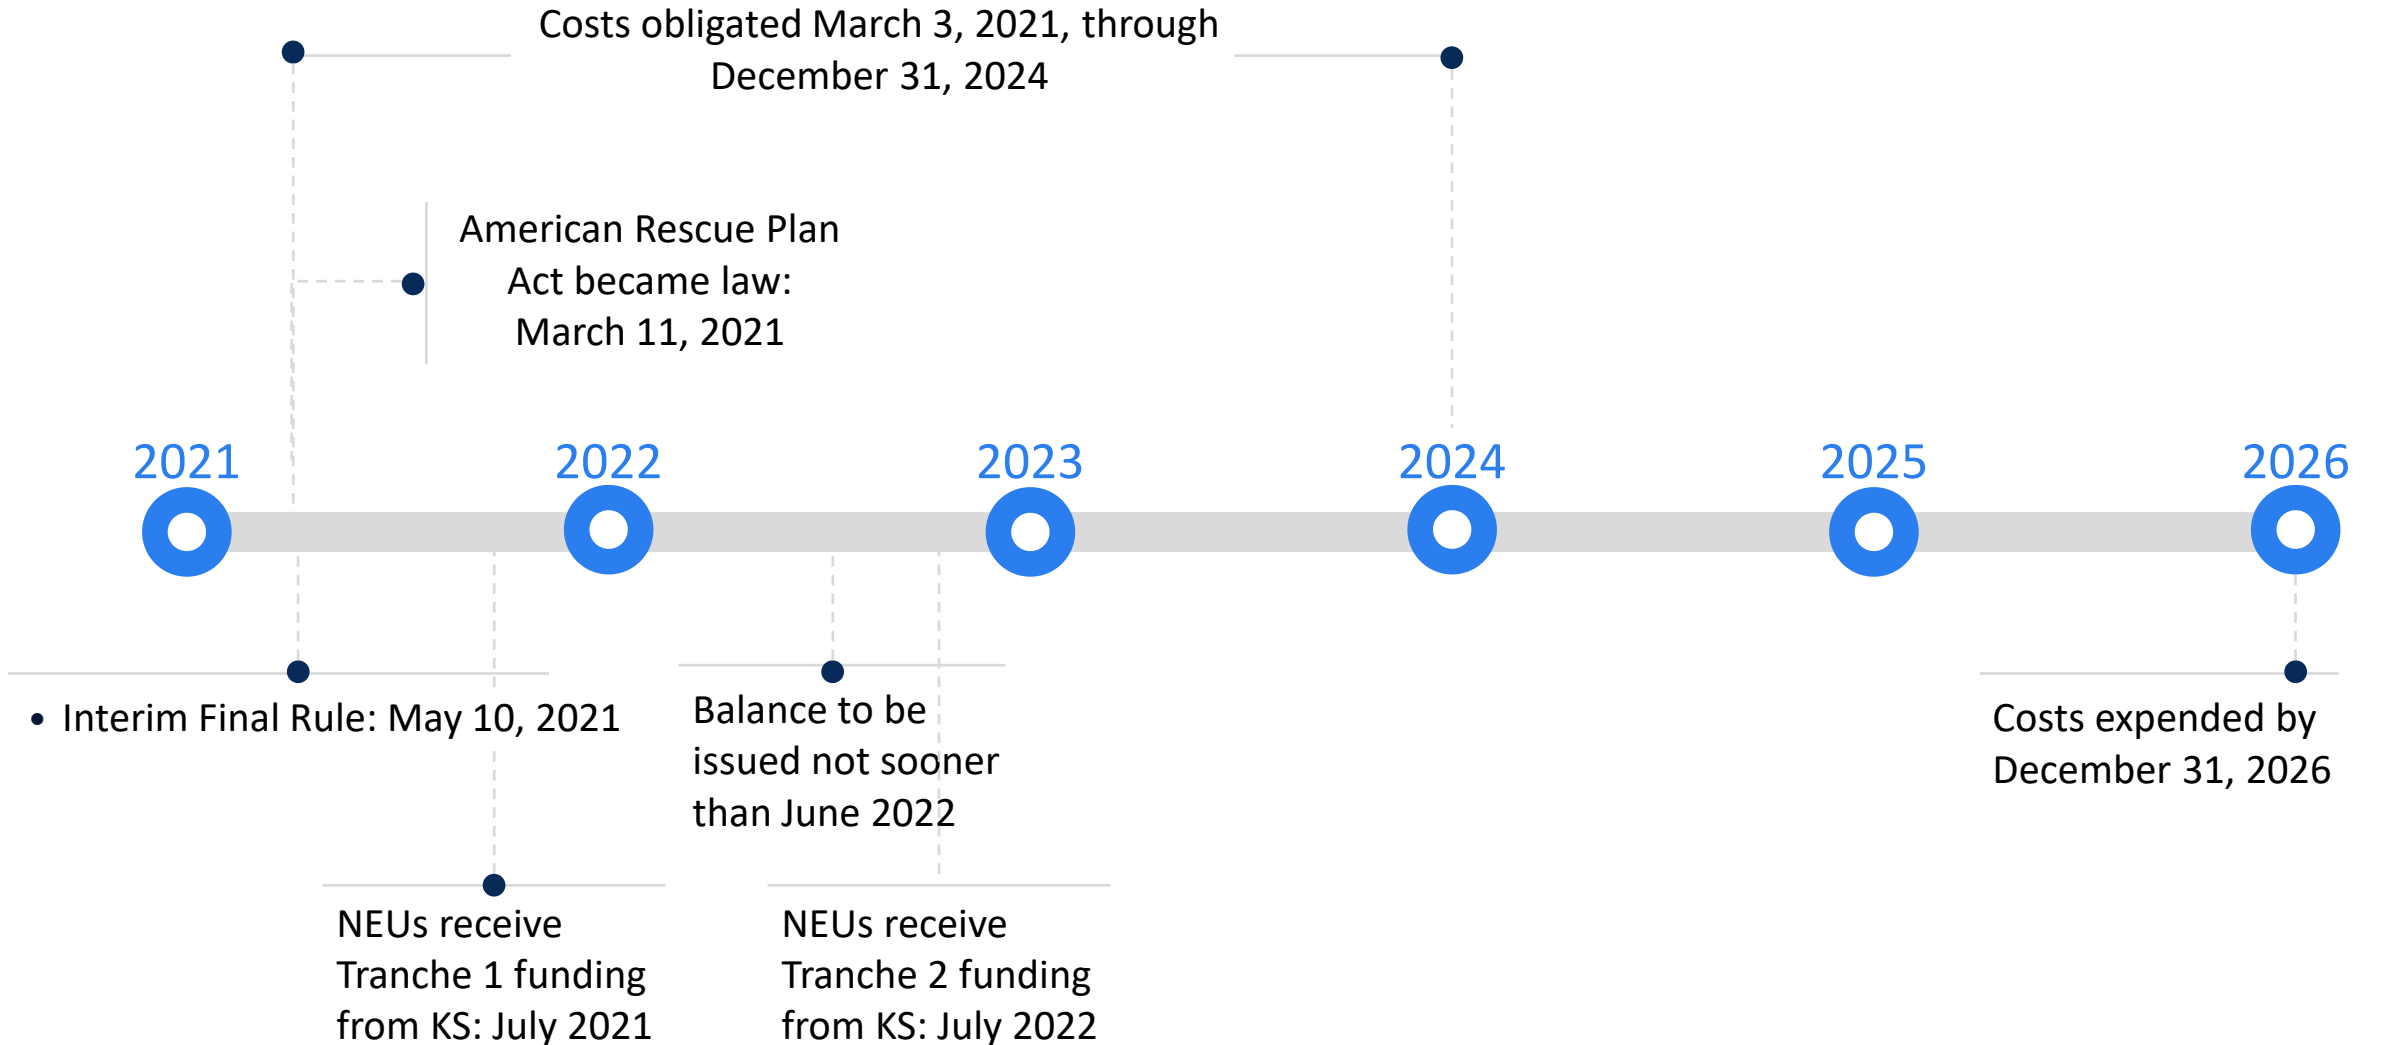 Costs obligated March 3, 2021, through
December 31, 2024
American Rescue Plan
Act became law:
March 11, 2021
2021
2022
2023
2024
2025
2026
• Interim Final Rule: May 10, 2021
Balance to be
issued not sooner
than June 2022
Costs expended by
December 31, 2026
NEUs receive
Tranche 1 funding
from KS: July 2021
NEUs receive
Tranche 2 funding
from KS: July 2022